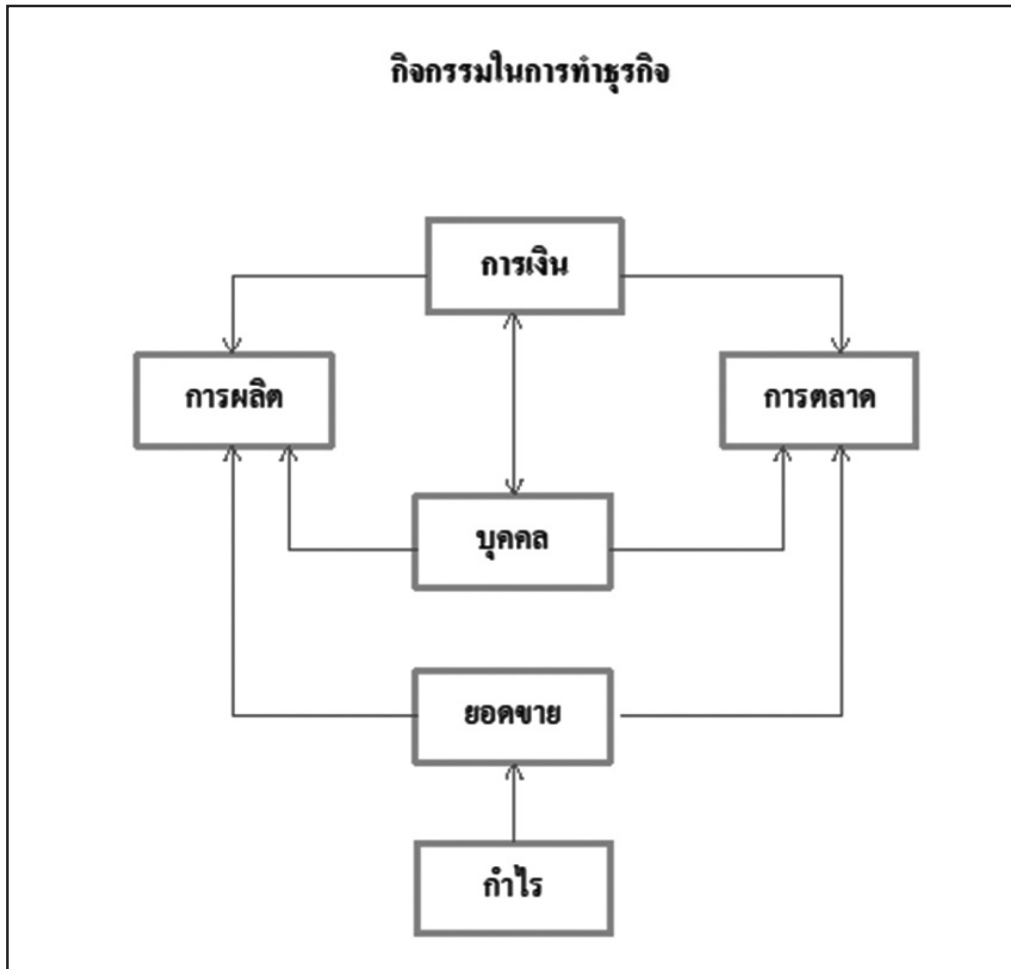 กิจกรรมในการทำธุรกิจ
การเงิน
การผลิต
การตลาด
บุคคล
ยอดขาย
กำไร